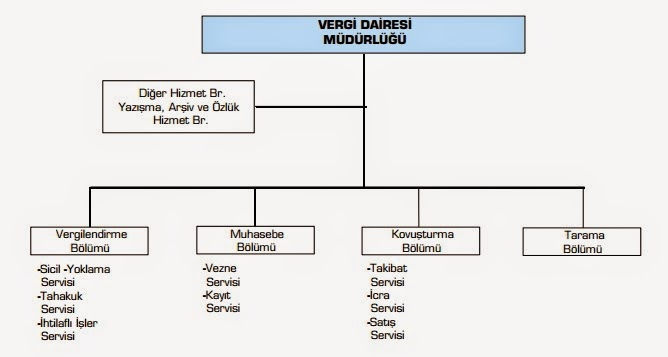 VERGİ DAİRESİ
MÜDÜRLÜĞÜ
Diğer Hizmet Br.
Yazışma, Arşiv ve Özlük
Hizmet Br.
Vergilendirme
Bölümü
-Sicil -Yoklama
Servisi
-Tahakuk
Servisi
-İhtilaflı İşler
Servisi
Muhasebe
Bölümü
-Vezne
Servisi
-Kayıt
Servisi
Kovuşturma
Bölümü
-Takibat
Servisi
-İcra
Servisi
-Satış
Servisi
Tarama
Bölümü